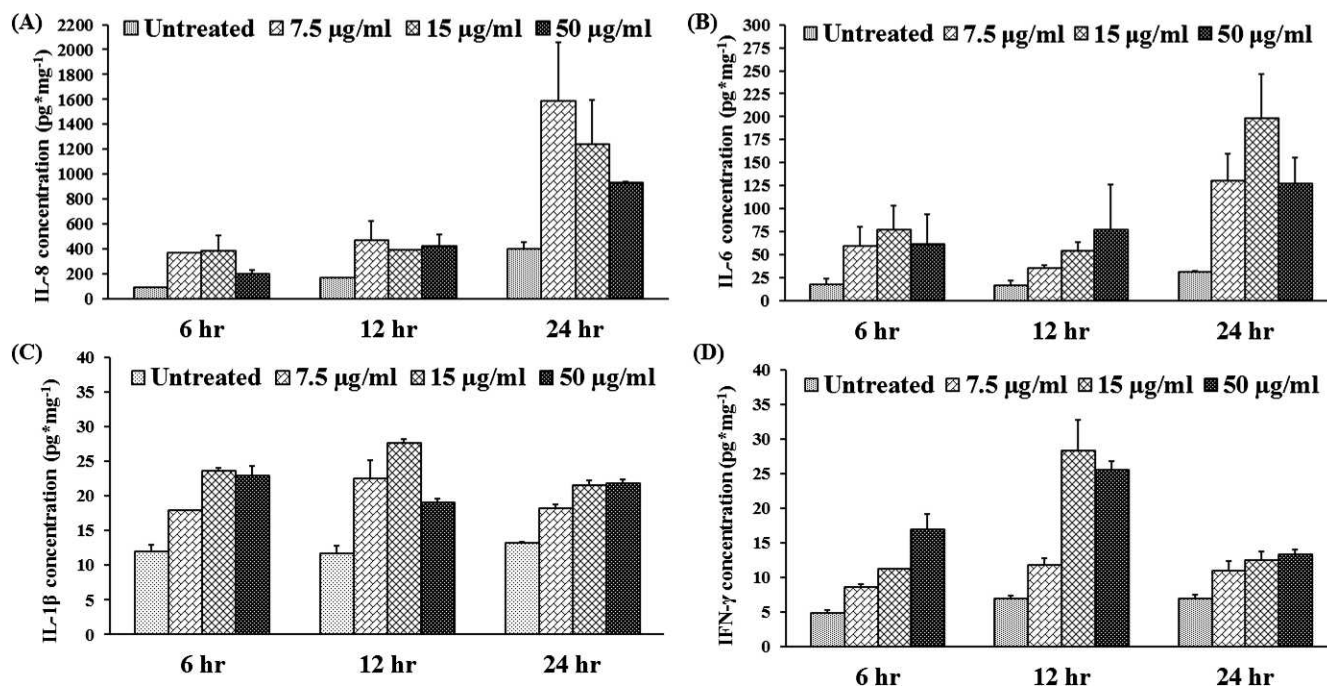 (A)
Untreated 7.5 µg/ml 15 µg/ml 50 µg/ml
IL-8 concentration (pg*mg-1)
2200
2000
1800
1600
1400
1200
1000
800
600
400
200
0
6 hr 12 hr 24 hr
(B)
Untreated 7.5 µg/ml 15 µg/ml 50 µg/ml
IL-6 concentration (pg*mg-1)
300
275
250
225
200
175
150
125
100
75
50
25
0
6 hr 12 hr 24 hr
(C)
Untreated 7.5 µg/ml 15 µg/ml 50 µg/ml
IL-1β concentration (pg*mg-1)
40
35
30
25
20
15
10
5
0
6 hr 12 hr 24 hr
(D)
Untreated 7.5 µg/ml 15 µg/ml 50 µg/ml
IFN-γ concentration (pg*mg-1)
40
35
30
25
20
15
10
5
0
6 hr 12 hr 24 hr